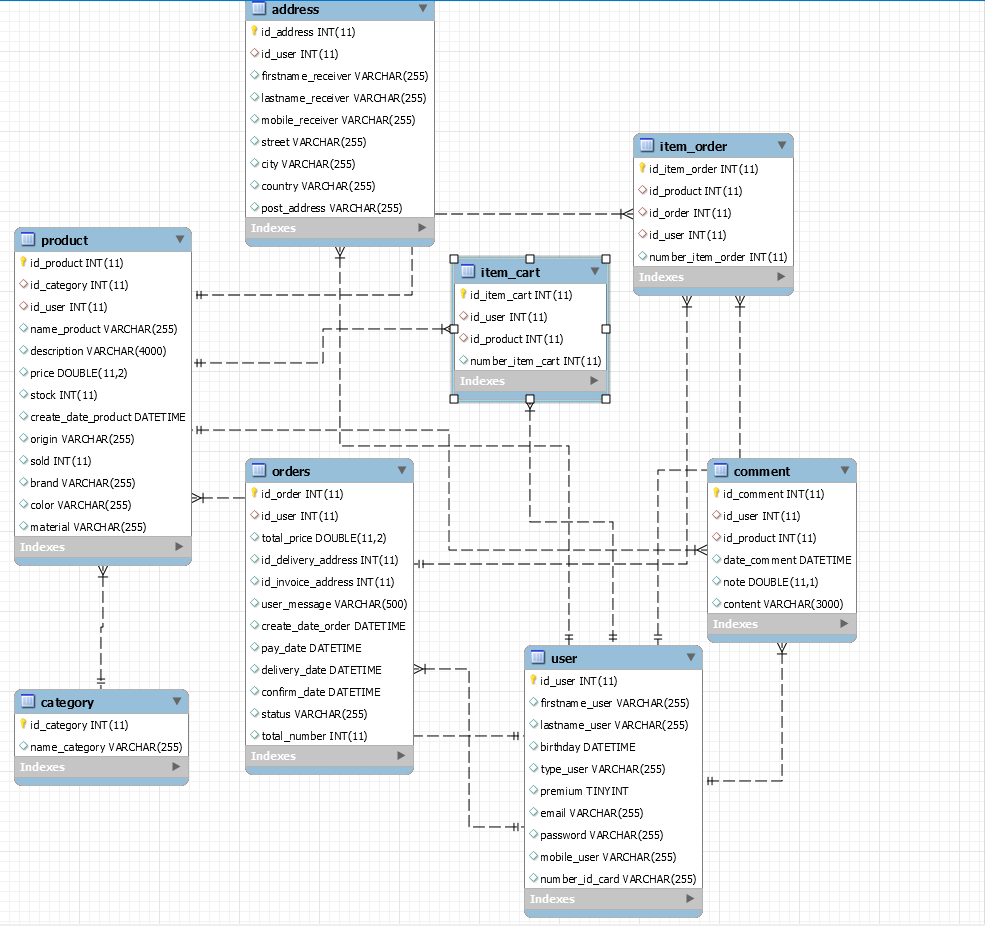 address
id_address INT(11)
id_user INT(11)
firstname_receiver VARCHAR(255)
lastname_receiver VARCHAR(255)
mobile_receiver VARCHAR(255)
street VARCHAR(255)
city VARCHAR(255)
country VARCHAR(255)
post_address VARCHAR(255)
Indexes
item_order
id_item_order INT(11)
id_product INT(11)
id_order INT(11)
id_user INT(11)
number_item_order INT(11)
Indexes
product
id_product INT(11)
id_category INT(11)
id_user INT(11)
name_product VARCHAR(255)
description VARCHAR(4000)
price DOUBLE(11,2)
stock INT(11)
create_date_product DATETIME
origin VARCHAR(255)
sold INT(11)
brand VARCHAR(255)
color VARCHAR(255)
material VARCHAR(255)
Indexes
item_cart
id_item_cart INT(11)
id_user INT(11)
id_product INT(11)
number_item_cart INT(11)
Indexes
orders
id_order INT(11)
id_user INT(11)
total_price DOUBLE(11,2)
id_delivery_address INT(11)
id_invoice_address INT(11)
user_message VARCHAR(500)
create_date_order DATETIME
pay_date DATETIME
delivery_date DATETIME
confirm_date DATETIME
status VARCHAR(255)
total_number INT(11)
Indexes
comment
id_comment INT(11)
id_user INT(11)
id_product INT(11)
date_comment DATETIME
note DOUBLE(11,1)
content VARCHAR(3000)
Indexes
category
id_category INT(11)
name_category VARCHAR(255)
Indexes
user
id_user INT(11)
firstname_user VARCHAR(255)
lastname_user VARCHAR(255)
birthday DATETIME
type_user VARCHAR(255)
premium TINYINT
email VARCHAR(255)
password VARCHAR(255)
mobile_user VARCHAR(255)
number_id_card VARCHAR(255)
Indexes